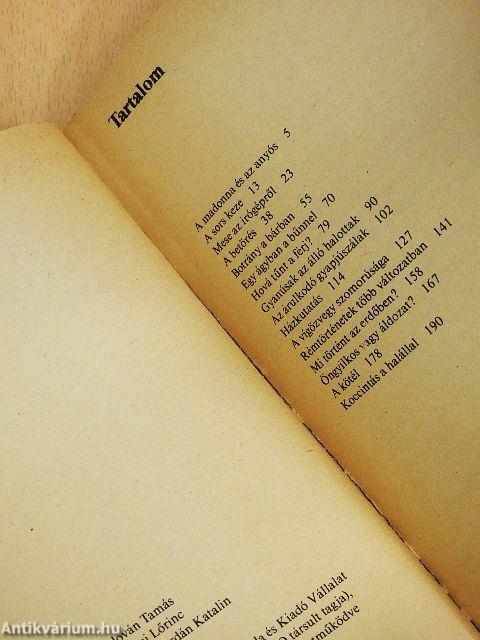 Tartalom
A madonna és az anyós 5
A sors keze 13
Mese az írógépről 23
A betörés 38
Botrány a bárban 55
Egy ágyban a bűnnel 70
Hová tűnt a férj? 79
Gyanúsak az álló halottak 90
Az árulkodó gyapjúszálak 102
Házkutatás 114
A vigözvegy szomorúsága 127
Rémtörténetek több változatban 141
Mi történt az erdőben? 158
Öngyilkos vagy áldozat? 167
A kötél 178
Koccintás a halállal 190
Tamás
Lőrinc
Katalin
és Kiadó Vállalat
társult tagja),
működve
Antikvárium.hu